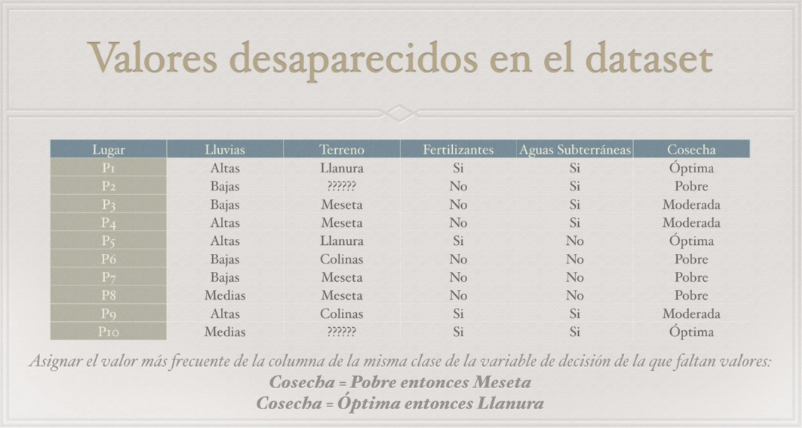 Valores desaparecidos en el dataset
Lugar Lluvias Terreno Fertilizantes Aguas Subterráneas Cosecha
P1 Altas Llanura Si Si Óptima
P2 Bajas ?????? No Si Pobre
P3 Bajas Meseta No Si Moderada
P4 Altas Meseta No Si Moderada
P5 Altas Llanura Si No Óptima
P6 Bajas Colinas No No Pobre
P7 Bajas Meseta No No Pobre
P8 Medias Meseta No No Pobre
P9 Altas Colinas Si Si Moderada
P10 Medias ?????? Si Si Óptima
Asignar el valor más frecuente de la columna de la misma clase de la variable de decisión de la que faltan valores:
Cosecha = Pobre entonces Meseta
Cosecha = Óptima entonces Llanura